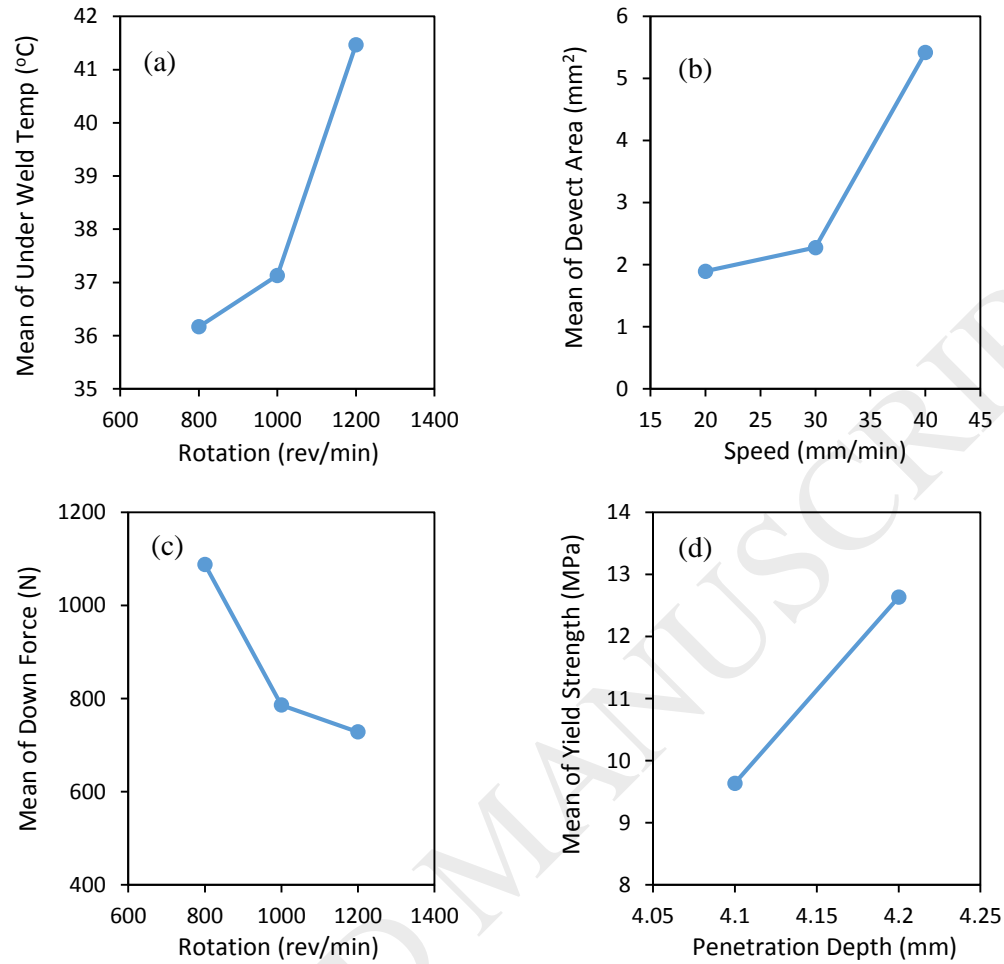 (a)
Mean of Under Weld Temp (ºC)
42
41
40
39
38
37
36
35
600 800 1000 1200 1400
Rotation (rev/min)
(b)
Mean of Devect Area (mm²)
6
5
4
3
2
1
0
15 20 25 30 35 40 45
Speed (mm/min)
(c)
Mean of Down Force (N)
1200
1000
800
600
400
600 800 1000 1200 1400
Rotation (rev/min)
(d)
Mean of Yield Strength (MPa)
14
13
12
11
10
9
8
4.05 4.1 4.15 4.2 4.25
Penetration Depth (mm)